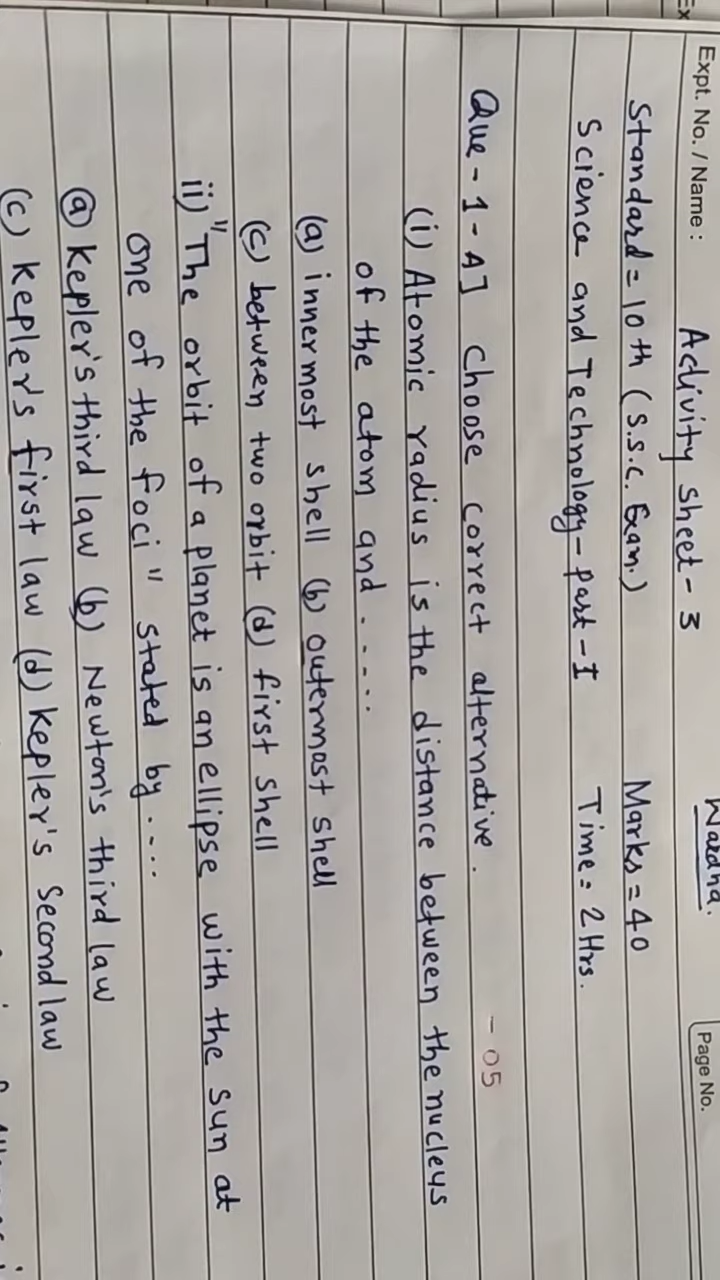 Expt. No. / Name :
Page No.
Wardha.
Activity Sheet - 3
Standard = 10 th ( S.S.C. Exam.) Marks = 40
Science and Technology - part - I Time = 2 Hrs.
Que - 1 - A] Choose correct alternative. - 05
(i) Atomic radius is the distance between the nucleus
of the atom and .....
(a) innermost shell (b) outermost shell
(c) between two orbit (d) first shell
ii) "The orbit of a planet is an ellipse with the sun at
one of the foci" stated by ....
(a) Kepler's third law (b) Newton's third law
(c) Kepler's first law (d) Kepler's Second law